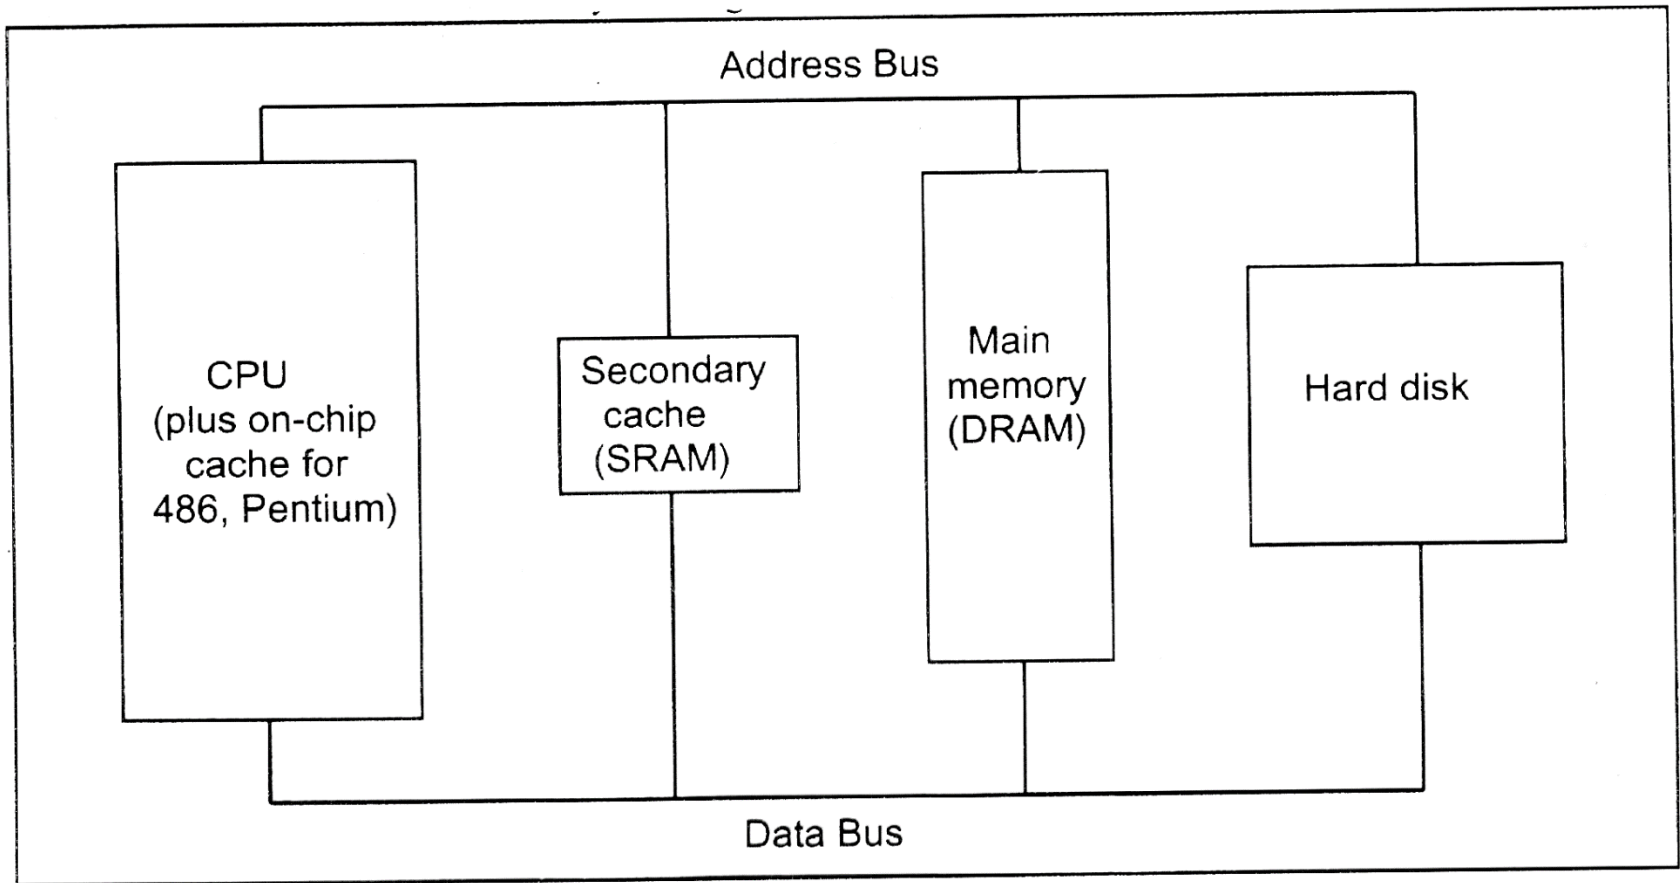 Address Bus
CPU
(plus on-chip
cache for
486, Pentium)
Secondary
cache
(SRAM)
Main
memory
(DRAM)
Hard disk
Data Bus